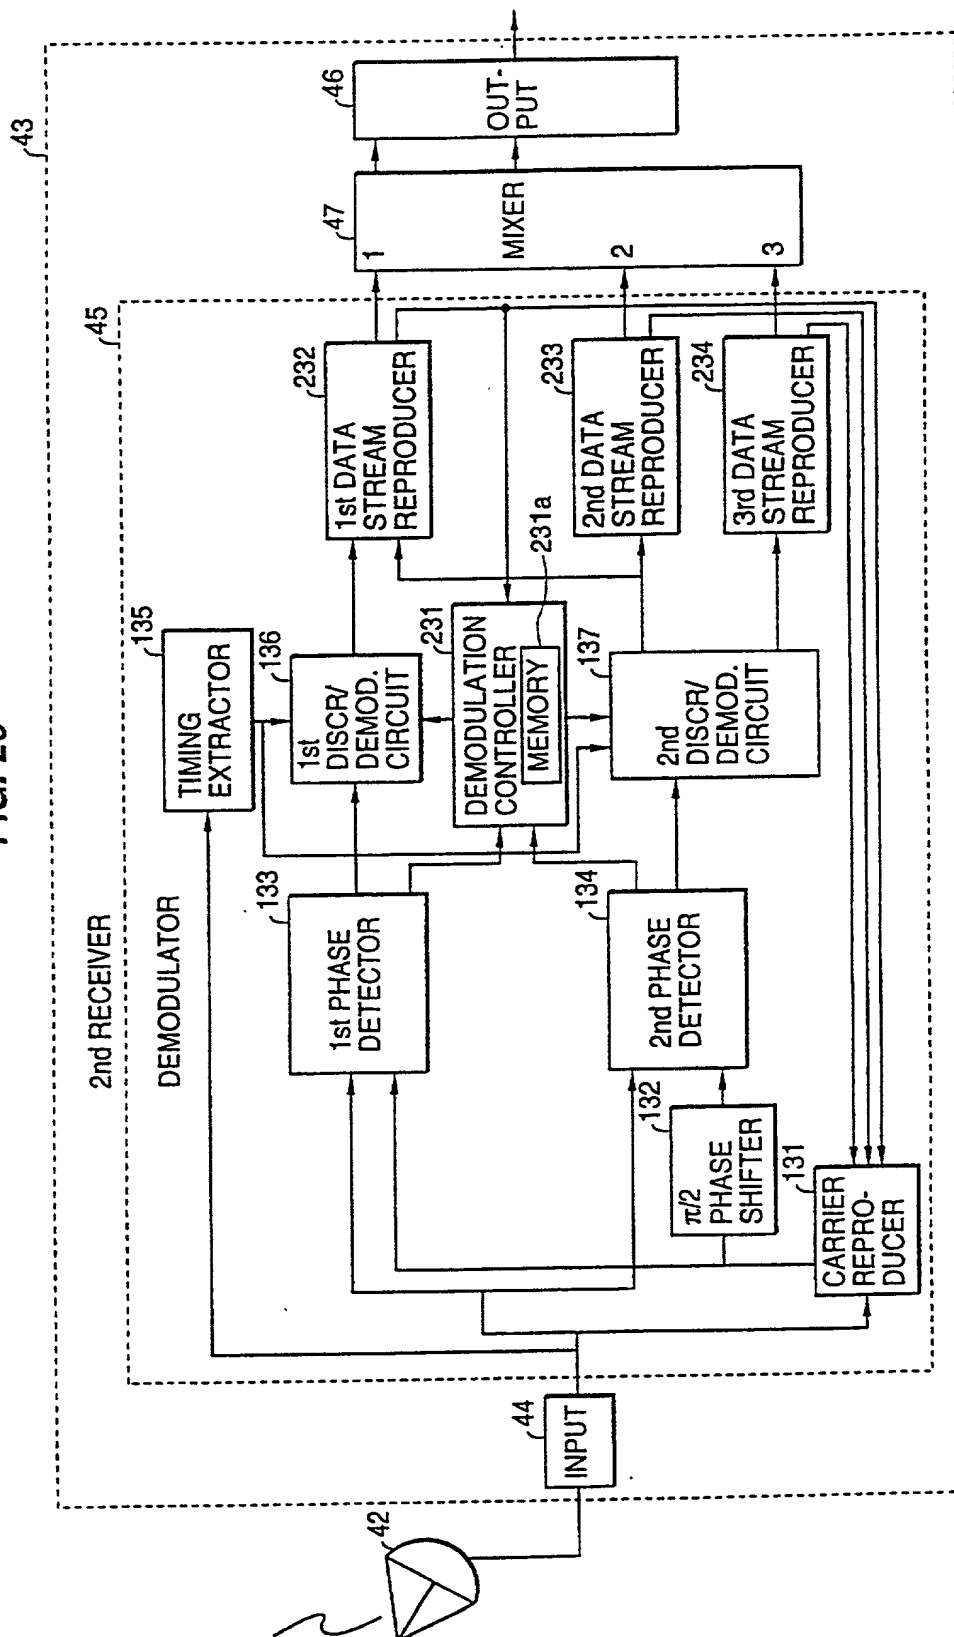 43
2nd RECEIVER
45
DEMODULATOR
135
TIMING
EXTRACTOR
136
1st
DISCR/
DEMOD.
CIRCUIT
133
1st PHASE
DETECTOR
231
DEMODULATION
CONTROLLER
MEMORY
231a
134
2nd PHASE
DETECTOR
137
2nd
DISCR/
DEMOD.
CIRCUIT
132
π/2
PHASE
SHIFTER
131
CARRIER
REPRO-
DUCER
42
44
INPUT
232
1st DATA
STREAM
REPRODUCER
233
2nd DATA
STREAM
REPRODUCER
234
3rd DATA
STREAM
REPRODUCER
47
1
MIXER
2
3
46
OUT-
PUT